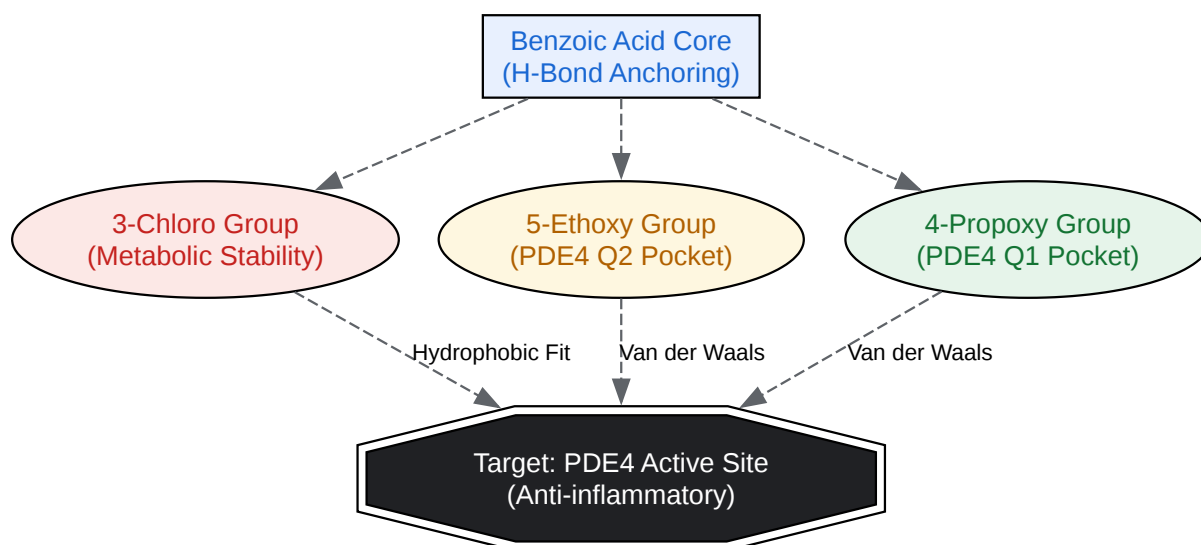 Benzoic Acid Core
(H-Bond Anchoring)
3-Chloro Group
(Metabolic Stability)
5-Ethoxy Group
(PDE4 Q2 Pocket)
4-Propoxy Group
(PDE4 Q1 Pocket)
Hydrophobic Fit
Van der Waals
Van der Waals
Target: PDE4 Active Site
(Anti-inflammatory)